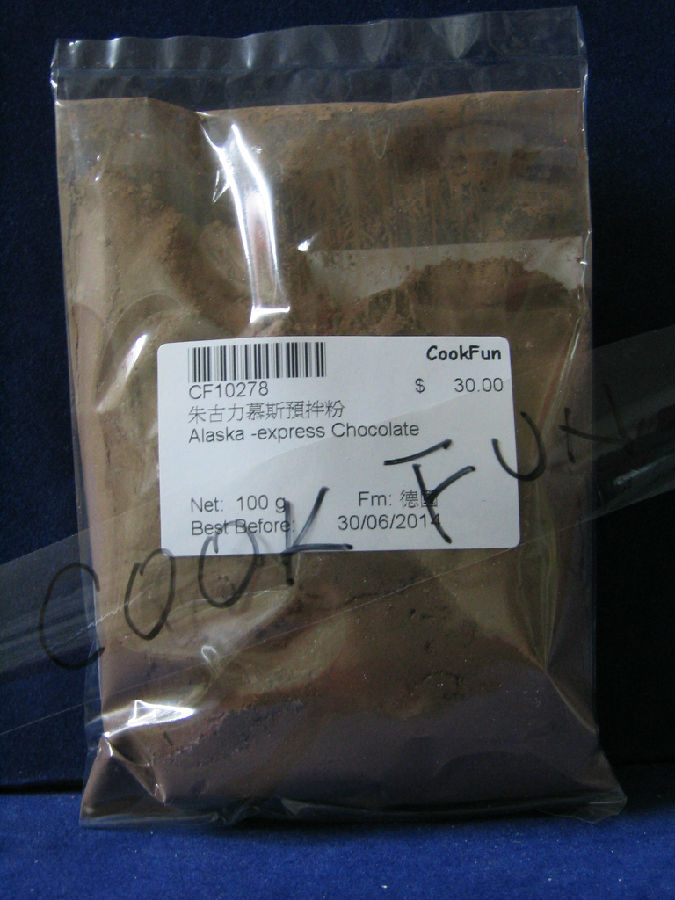 CookFun
CF10278 $ 30.00
朱古力慕斯預拌粉
Alaska -express Chocolate
Net: 100 g Fm: 德國
Best Before: 30/06/2014
COOK FUN